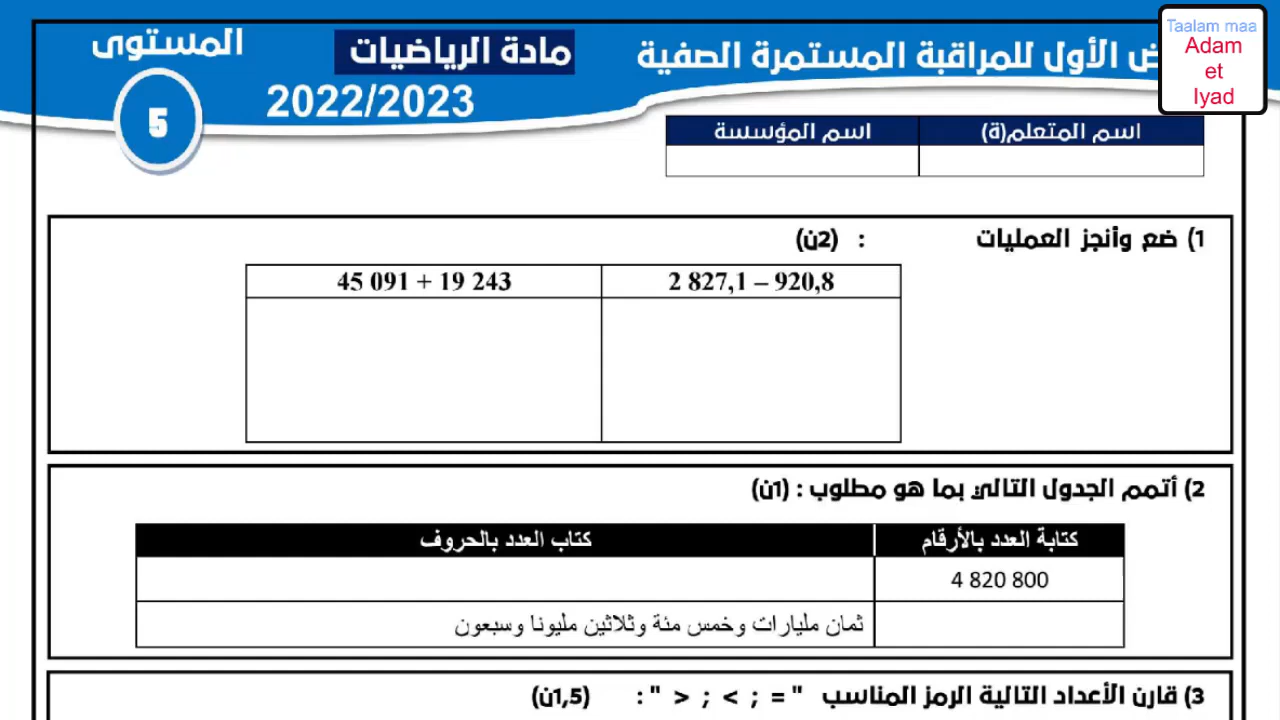 ض الأول للمراقبة المستمرة الصفية
مادة الرياضيات
المستوى
2022/2023
5
Taalam maa
Adam
et
Iyad
اسم المتعلم(ة) اسم المؤسسة
1) ضع وأنجز العمليات : (2ن)
2 827,1 – 920,8
45 091 + 19 243
2) أتمم الجدول التالي بما هو مطلوب : (1ن)
كتابة العدد بالأرقام كتاب العدد بالحروف
4 820 800
ثمان مليارات وخمس مئة وثلاثين مليونا وسبعون
3) قارن الأعداد التالية الرمز المناسب " = ; < ; > " : (1,5ن)